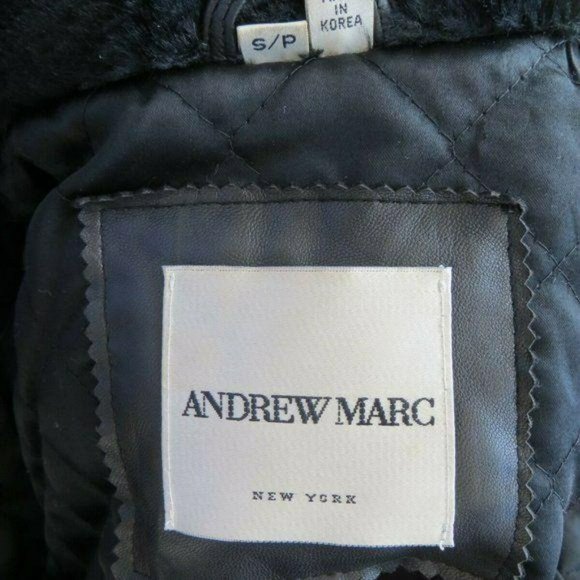 S/P
IN
KOREA
ANDREW MARC
NEW YORK